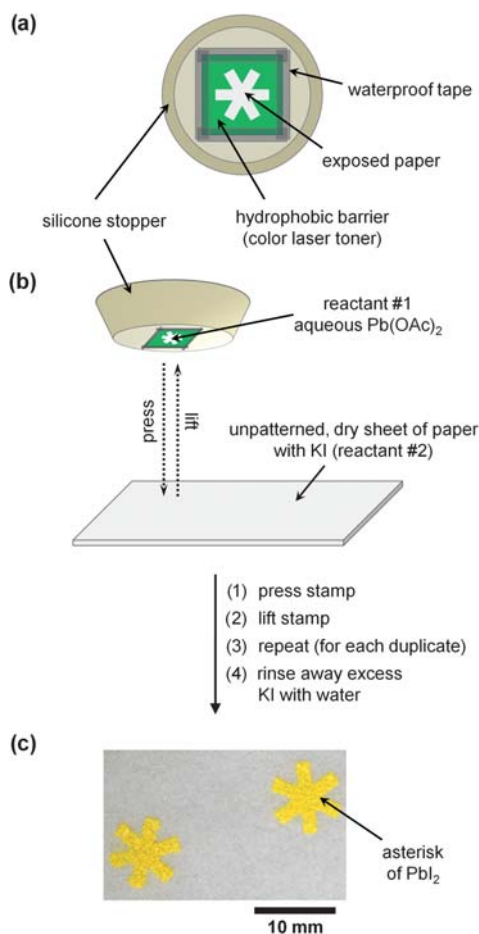 (a)
waterproof tape
exposed paper
silicone stopper
hydrophobic barrier
(color laser toner)
(b)
reactant #1
aqueous Pb(OAc)₂
press
lift
unpatterned, dry sheet of paper
with KI (reactant #2)
(1) press stamp
(2) lift stamp
(3) repeat (for each duplicate)
(4) rinse away excess
KI with water
(c)
asterisk
of PbI₂
10 mm